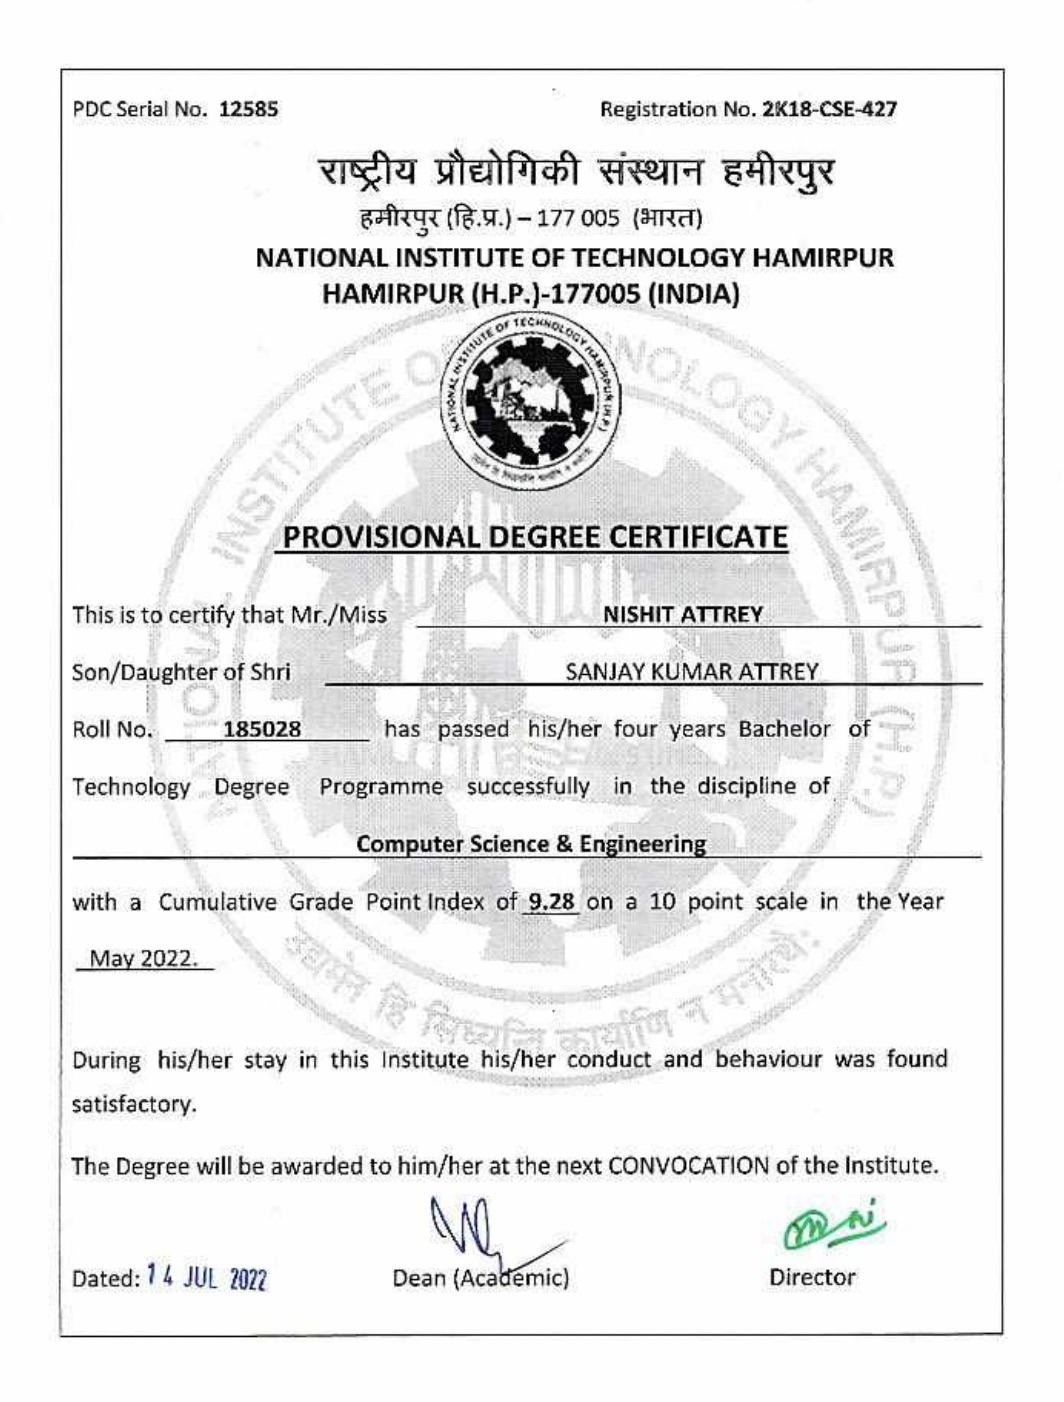 PDC Serial No. 12585 Registration No. 2K18-CSE-427
राष्ट्रीय प्रौद्योगिकी संस्थान हमीरपुर
हमीरपुर (हि.प्र.) – 177 005 (भारत)
NATIONAL INSTITUTE OF TECHNOLOGY HAMIRPUR
HAMIRPUR (H.P.)-177005 (INDIA)
NATIONAL INSTITUTE OF TECHNOLOGY HAMIRPUR (H.P.)
PROVISIONAL DEGREE CERTIFICATE
This is to certify that Mr./Miss NISHIT ATTREY
Son/Daughter of Shri SANJAY KUMAR ATTREY
Roll No. 185028 has passed his/her four years Bachelor of
Technology Degree Programme successfully in the discipline of
Computer Science & Engineering
with a Cumulative Grade Point Index of 9.28 on a 10 point scale in the Year
May 2022.
उद्यमेन हि सिध्यन्ति कार्याणि न मनोरथैः
During his/her stay in this Institute his/her conduct and behaviour was found
satisfactory.
The Degree will be awarded to him/her at the next CONVOCATION of the Institute.
Dated: 14 JUL 2022 Dean (Academic) Director